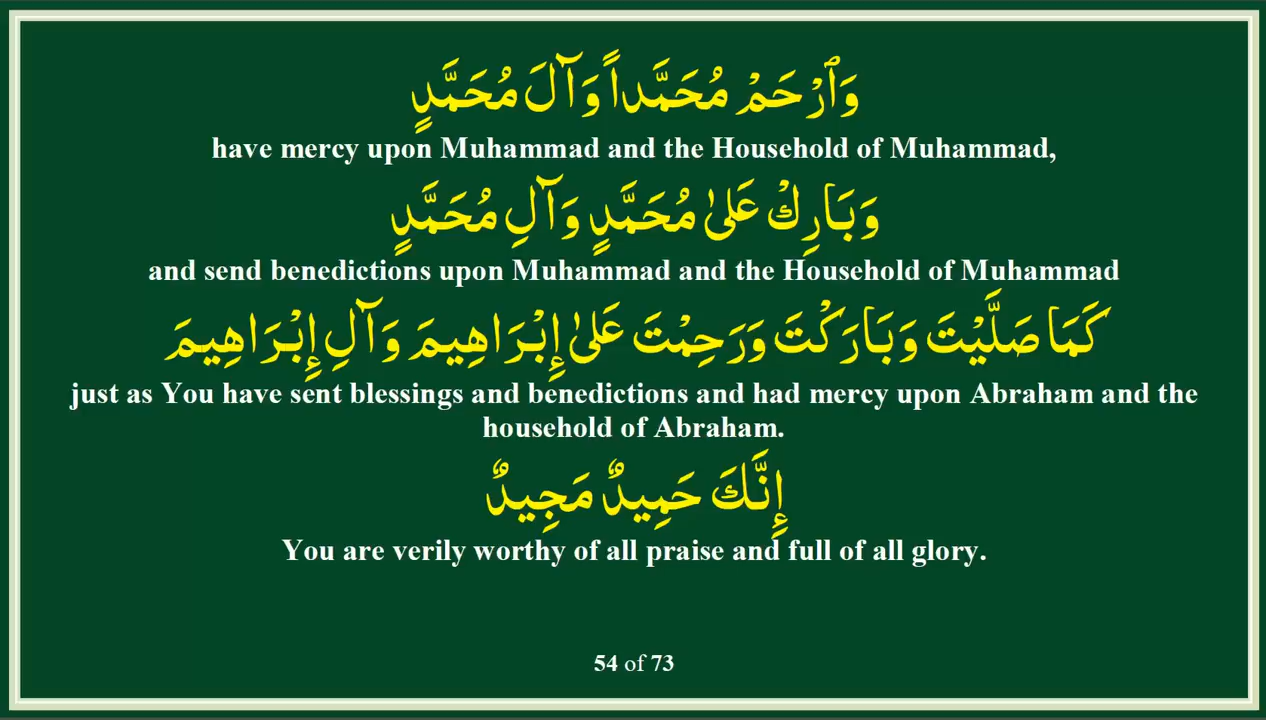 وَٱرْحَمْ مُحَمَّداً وَآلَ مُحَمَّدٍ
have mercy upon Muhammad and the Household of Muhammad,
وَبَارِكْ عَلىٰ مُحَمَّدٍ وَآلِ مُحَمَّدٍ
and send benedictions upon Muhammad and the Household of Muhammad
كَمَا صَلَّيْتَ وَبَارَكْتَ وَرَحِمْتَ عَلىٰ إِبْرَاهِيمَ وَآلِ إِبْرَاهِيمَ
just as You have sent blessings and benedictions and had mercy upon Abraham and the
household of Abraham.
إِنَّكَ حَمِيدٌ مَجِيدٌ
You are verily worthy of all praise and full of all glory.
54 of 73